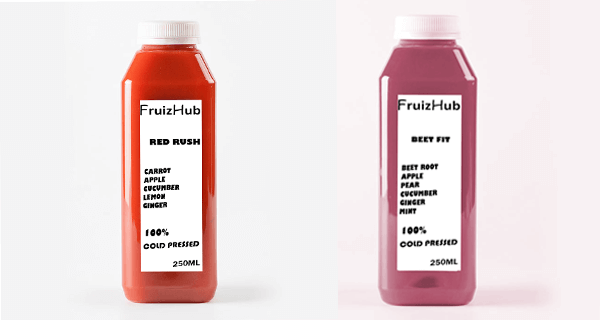 FruizHub
RED RUSH
CARROT
APPLE
CUCUMBER
LEMON
GINGER
100%
COLD PRESSED
250ML
FruizHub
BEET FIT
BEET ROOT
APPLE
PEAR
CUCUMBER
GINGER
MINT
100%
COLD PRESSED
250ML